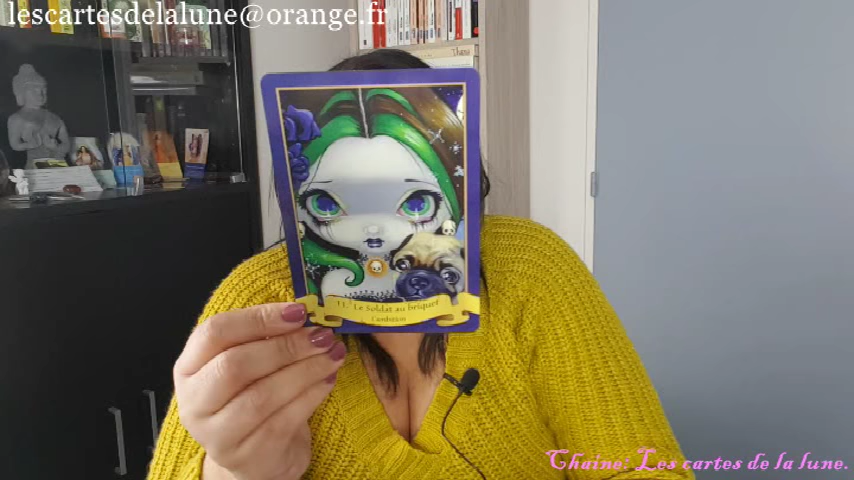 lescartesdelalune@orange.fr
11. Le Soldat au briquet
Chaîne: Les cartes de la lune.